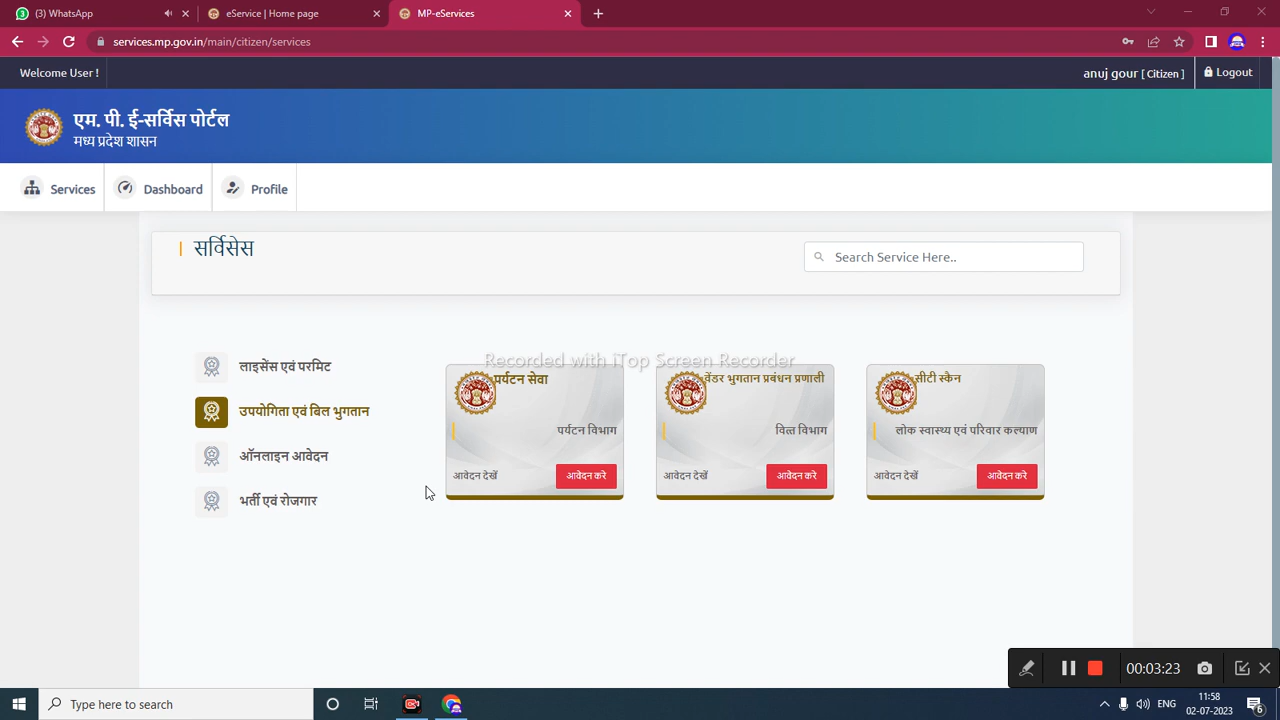 (3) WhatsApp
eService | Home page
MP-eServices
services.mp.gov.in/main/citizen/services
Welcome User !
anuj gour [ Citizen ]
Logout
एम. पी. ई-सर्विस पोर्टल
मध्य प्रदेश शासन
Services
Dashboard
Profile
सर्विसेस
Search Service Here..
Recorded with iTop Screen Recorder
लाइसेंस एवं परमिट
उपयोगिता एवं बिल भुगतान
ऑनलाइन आवेदन
भर्ती एवं रोजगार
पर्यटन सेवा
पर्यटन विभाग
आवेदन देखें
आवेदन करे
वेंडर भुगतान प्रबंधन प्रणाली
वित्त विभाग
आवेदन देखें
आवेदन करे
सीटी स्कैन
लोक स्वास्थ्य एवं परिवार कल्याण
आवेदन देखें
आवेदन करे
00:03:23
Type here to search
ENG
11:58
02-07-2023
6